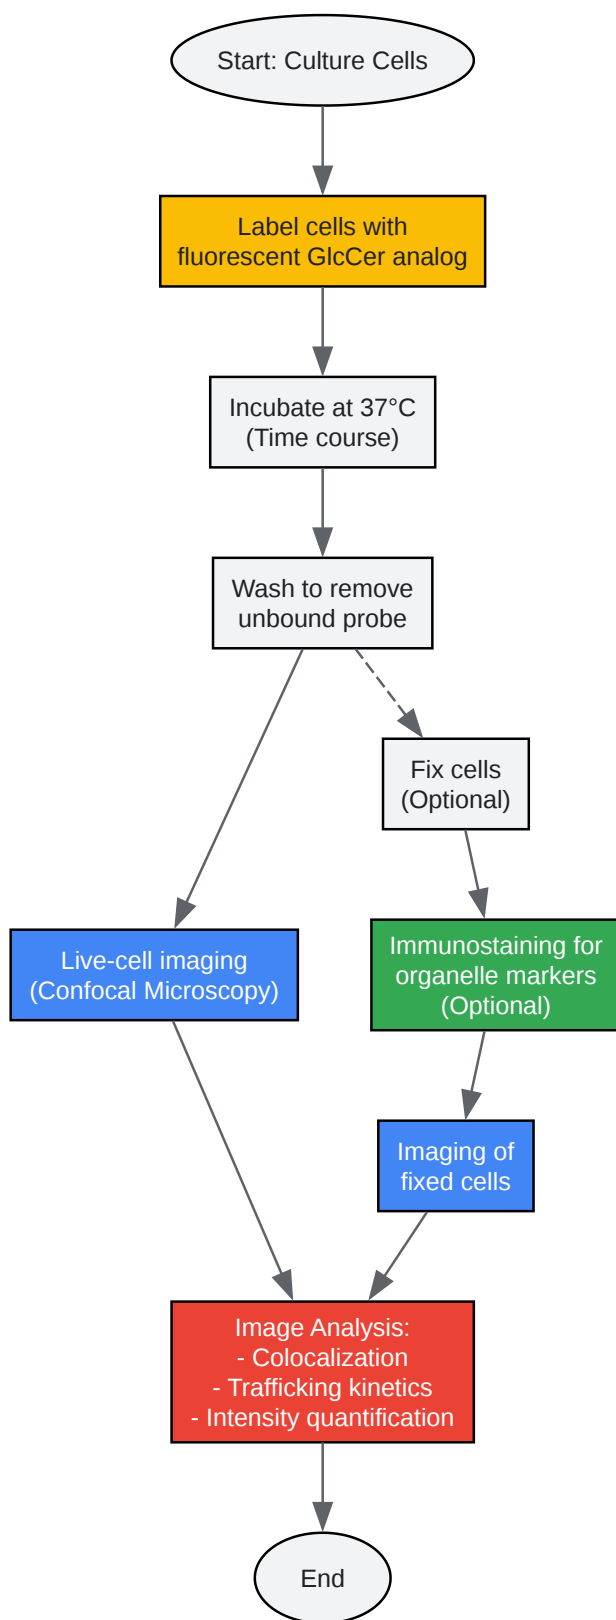 Start: Culture Cells
Label cells with
fluorescent GlcCer analog
Incubate at 37°C
(Time course)
Wash to remove
unbound probe
Fix cells
(Optional)
Live-cell imaging
(Confocal Microscopy)
Immunostaining for
organelle markers
(Optional)
Imaging of
fixed cells
Image Analysis:
- Colocalization
- Trafficking kinetics
- Intensity quantification
End